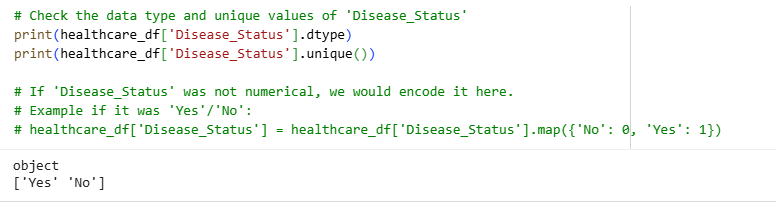 # Check the data type and unique values of 'Disease_Status'
print(healthcare_df['Disease_Status'].dtype)
print(healthcare_df['Disease_Status'].unique())
# If 'Disease_Status' was not numerical, we would encode it here.
# Example if it was 'Yes'/'No':
# healthcare_df['Disease_Status'] = healthcare_df['Disease_Status'].map({'No': 0, 'Yes': 1})
object
['Yes' 'No']